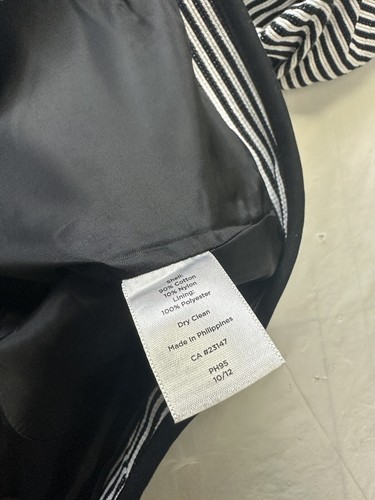 Shell:
90% Cotton
10% Nylon
Lining:
100% Polyester
Dry Clean
Made in Philippines
CA #23147
PH95
10/12